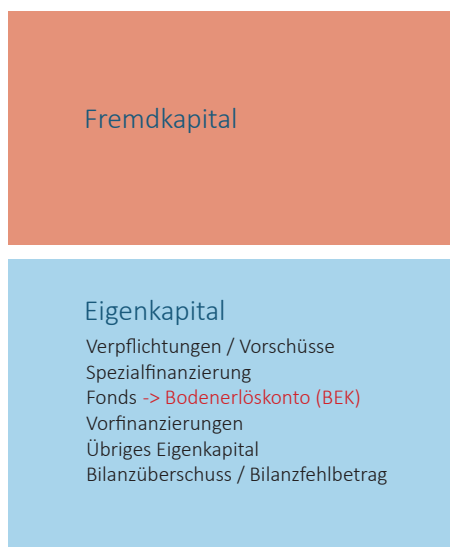 Fremdkapital
Eigenkapital
Verpflichtungen / Vorschüsse
Spezialfinanzierung
Fonds -> Bodenerlöskonto (BEK)
Vorfinanzierungen
Übriges Eigenkapital
Bilanzüberschuss / Bilanzfehlbetrag